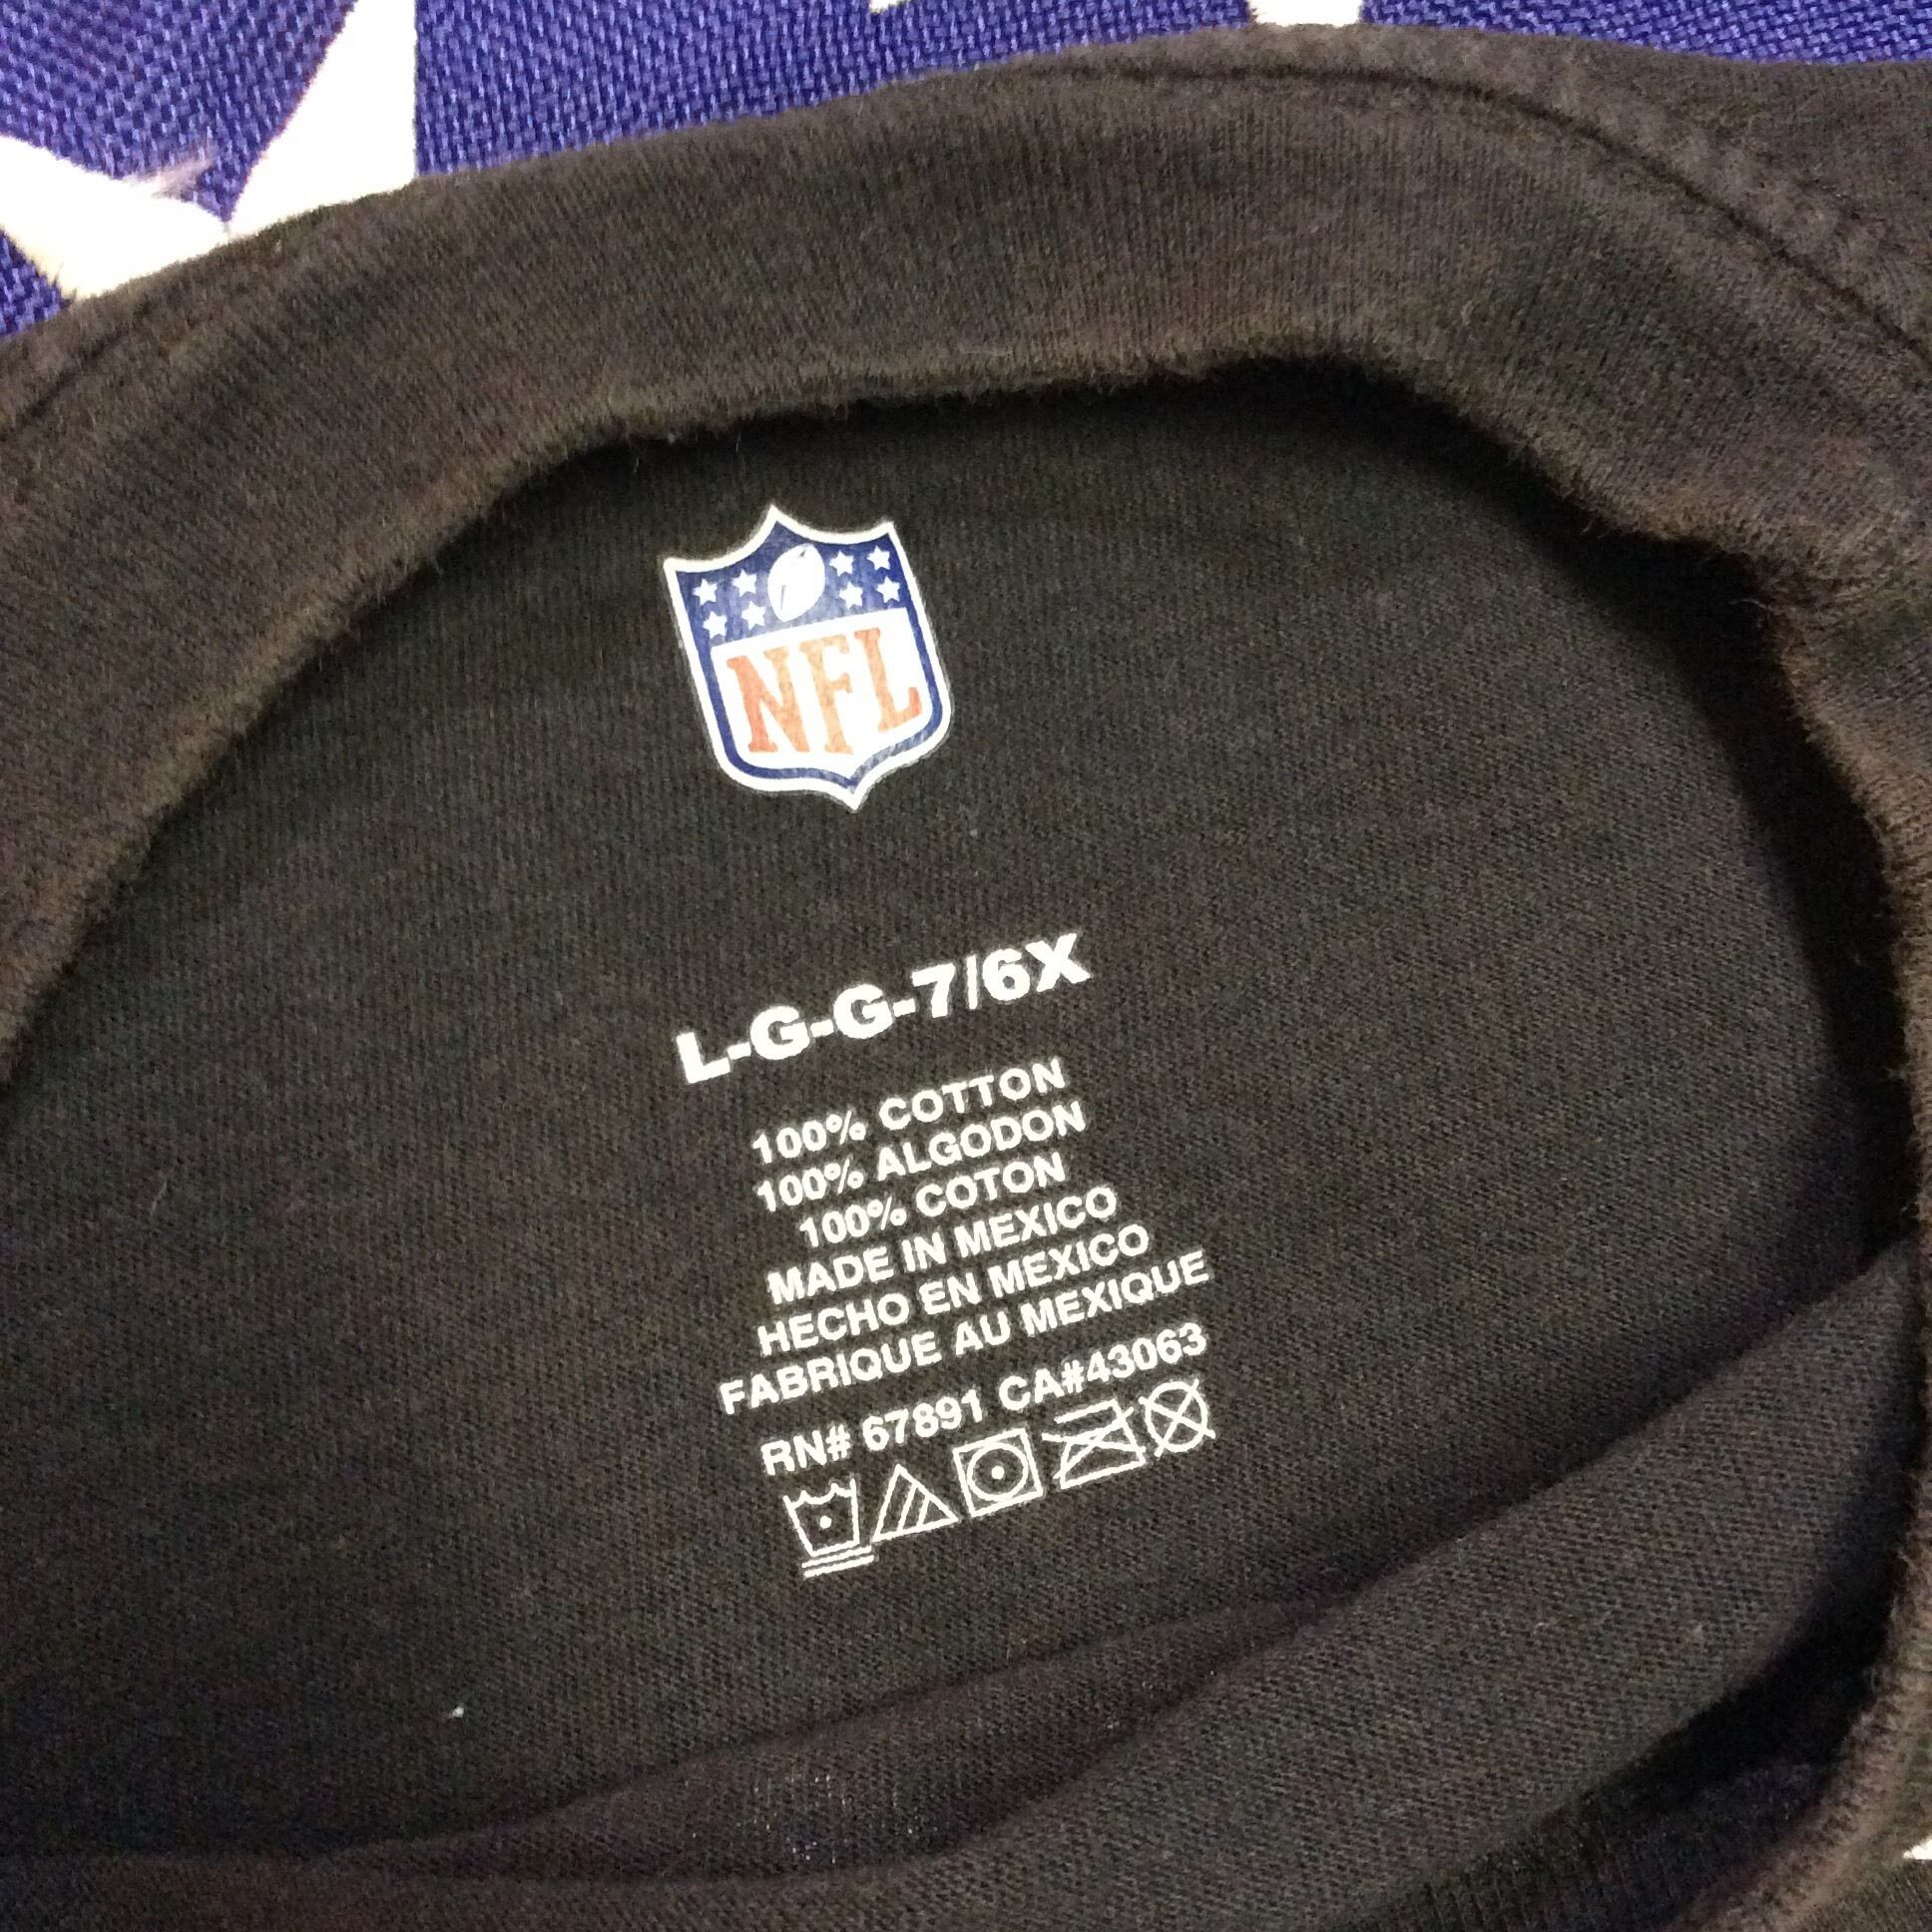 NFL
L-G-G-7/6X
100% COTTON
100% ALGODON
100% COTON
MADE IN MEXICO
HECHO EN MEXICO
FABRIQUE AU MEXIQUE
RN# 67891 CA#43063